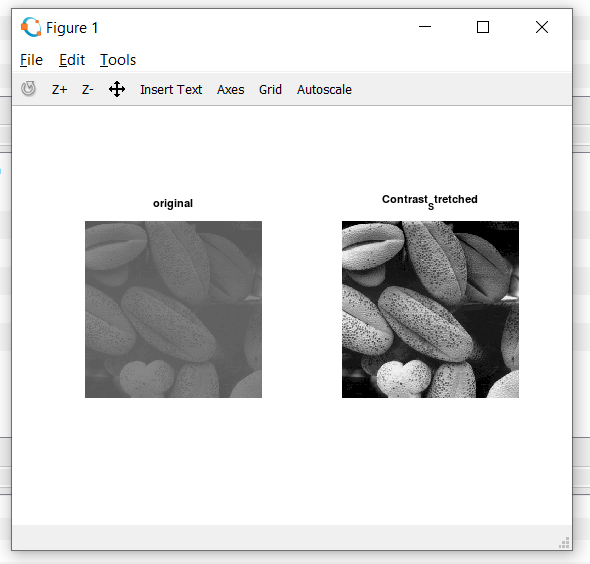 Figure 1
File Edit Tools
Z+ Z- Insert Text Axes Grid Autoscale
original
Contrast_Stretched